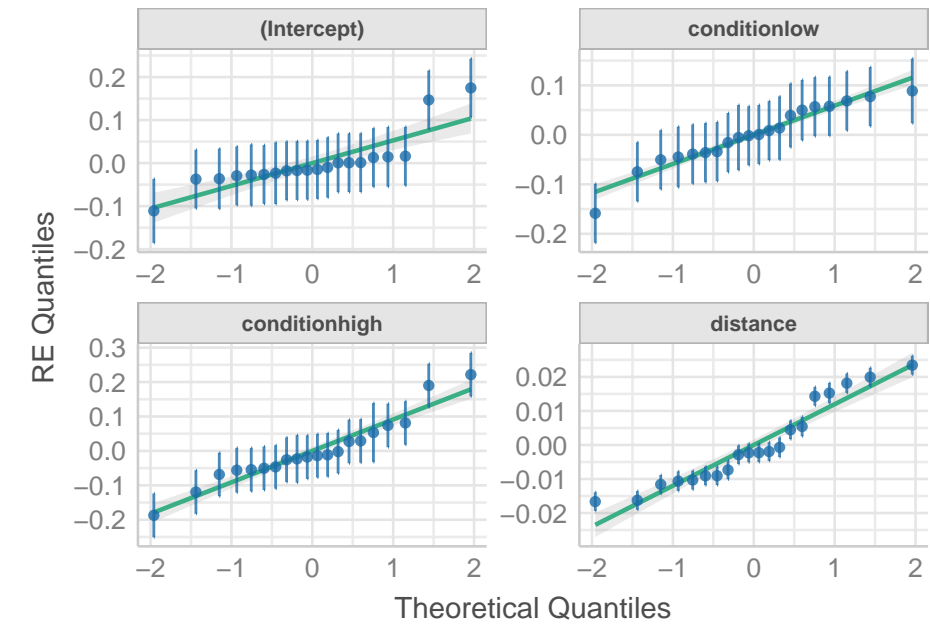 (Intercept)
conditionlow
0.2
0.1
0.0
−0.1
−0.2
0.1
0.0
−0.1
−0.2
−2 −1 0 1 2
−2 −1 0 1 2
RE Quantiles
conditionhigh
distance
0.3
0.2
0.1
0.0
−0.1
−0.2
0.02
0.01
0.00
−0.01
−0.02
−2 −1 0 1 2
−2 −1 0 1 2
Theoretical Quantiles